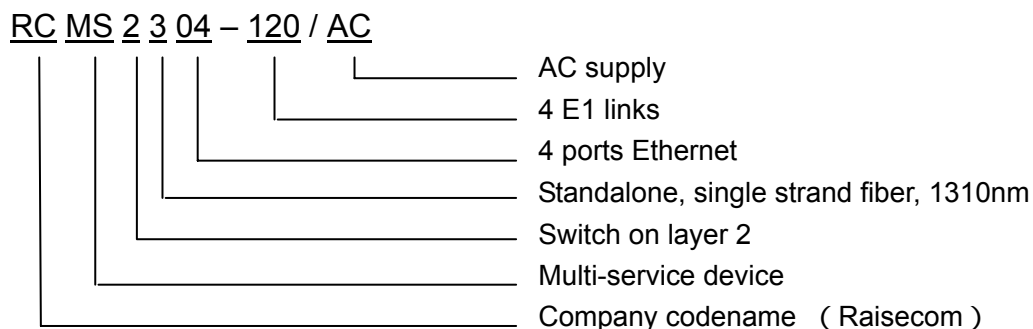 RC MS 2 3 04 – 120 / AC
AC supply
4 E1 links
4 ports Ethernet
Standalone, single strand fiber, 1310nm
Switch on layer 2
Multi-service device
Company codename （Raisecom）